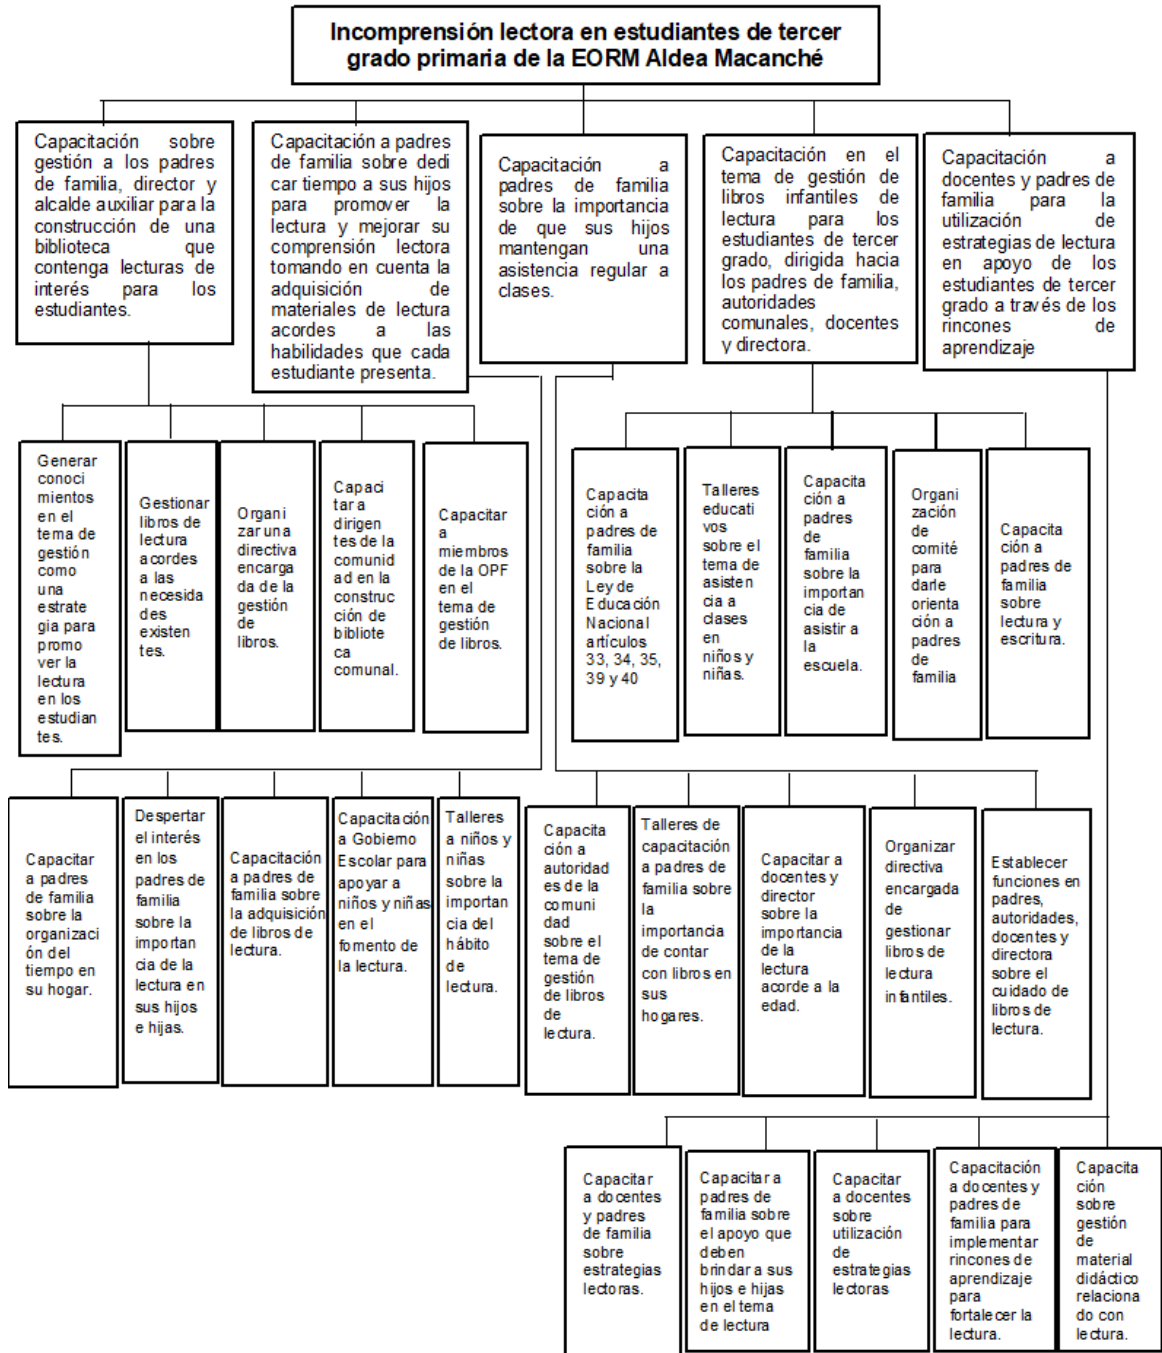 Incomprensión lectora en estudiantes de tercer
grado primaria de la EORM Aldea Macanché
Capacitación sobre
gestión a los padres
de familia, director y
alcalde auxiliar para la
construcción de una
biblioteca que
contenga lecturas de
interés para los
estudiantes.
Capacitación a padres
de familia sobre dedi
car tiempo a sus hijos
para promover la
lectura y mejorar su
comprensión lectora
tomando en cuenta la
adquisición de
materiales de lectura
acordes a las
habilidades que cada
estudiante presenta.
Capacitación a
padres de familia
sobre la importancia
de que sus hijos
mantengan una
asistencia regular a
clases.
Capacitación en el
tema de gestión de
libros infantiles de
lectura para los
estudiantes de tercer
grado, dirigida hacia
los padres de familia,
autoridades
comunales, docentes
y directora.
Capacitación a
docentes y padres de
familia para la
utilización de
estrategias de lectura
en apoyo de los
estudiantes de tercer
grado a través de los
rincones de
aprendizaje
Generar
conoci
mientos
en el
tema de
gestión
como
una
estrate
gia para
promo
ver la
lectura
en los
estudian
tes.
Gestionar
libros de
lectura
acordes
a las
necesida
des
existen
tes.
Organi
zar una
directiva
encarga
da de la
gestión
de
libros.
Capaci
tar a
dirigen
tes de la
comunid
ad en la
construc
ción de
bibliote
ca
comunal.
Capacitar
a
miembros
de la OPF
en el
tema de
gestión
de libros.
Capacita
ción a
padres de
familia
sobre la
Ley de
Educación
Nacional
artículos
33, 34, 35,
39 y 40
Talleres
educati
vos
sobre el
tema de
asisten
cia a
clases
en
niños y
niñas.
Capacita
ción a
padres
de
familia
sobre la
importan
cia de
asistir a
la
escuela.
Organi
zación
de
comité
para
darle
orienta
ción a
padres
de
familia
Capacita
ción a
padres de
familia
sobre
lectura y
escritura.
Capacitar
a padres
de familia
sobre la
organizaci
ón del
tiempo en
su hogar.
Despertar
el interés
en los
padres de
familia
sobre la
importan
cia de la
lectura en
sus hijos
e hijas.
Capacitación
a padres de
familia sobre
la adquisición
de libros de
lectura.
Capacitación
a Gobierno
Escolar para
apoyar a
niños y niñas
en el
fomento de
la lectura.
Talleres
a niños y
niñas
sobre la
importan
cia del
hábito
de
lectura.
Capacita
ción a
autoridad
es de la
comuni
dad
sobre el
tema de
gestión
de libros
de
lectura.
Talleres de
capacitación
a padres de
familia sobre
la
importancia
de contar
con libros en
sus
hogares.
Capacitar a
docentes y
director
sobre la
importancia
de la
lectura
acorde a la
edad.
Organizar
directiva
encargada
de
gestionar
libros de
lectura
infantiles.
Establecer
funciones en
padres,
autoridades,
docentes y
directora
sobre el
cuidado de
libros de
lectura.
Capacitar
a docentes
y padres
de familia
sobre
estrategias
lectoras.
Capacitar a
padres de
familia sobre
el apoyo que
deben
brindar a sus
hijos e hijas
en el tema
de lectura
Capacitar
a docentes
sobre
utilización
de
estrategias
lectoras
Capacitación
a docentes y
padres de
familia para
implementar
rincones de
aprendizaje
para
fortalecer la
lectura.
Capacita
ción
sobre
gestión
de
material
didáctico
relaciona
do con
lectura.